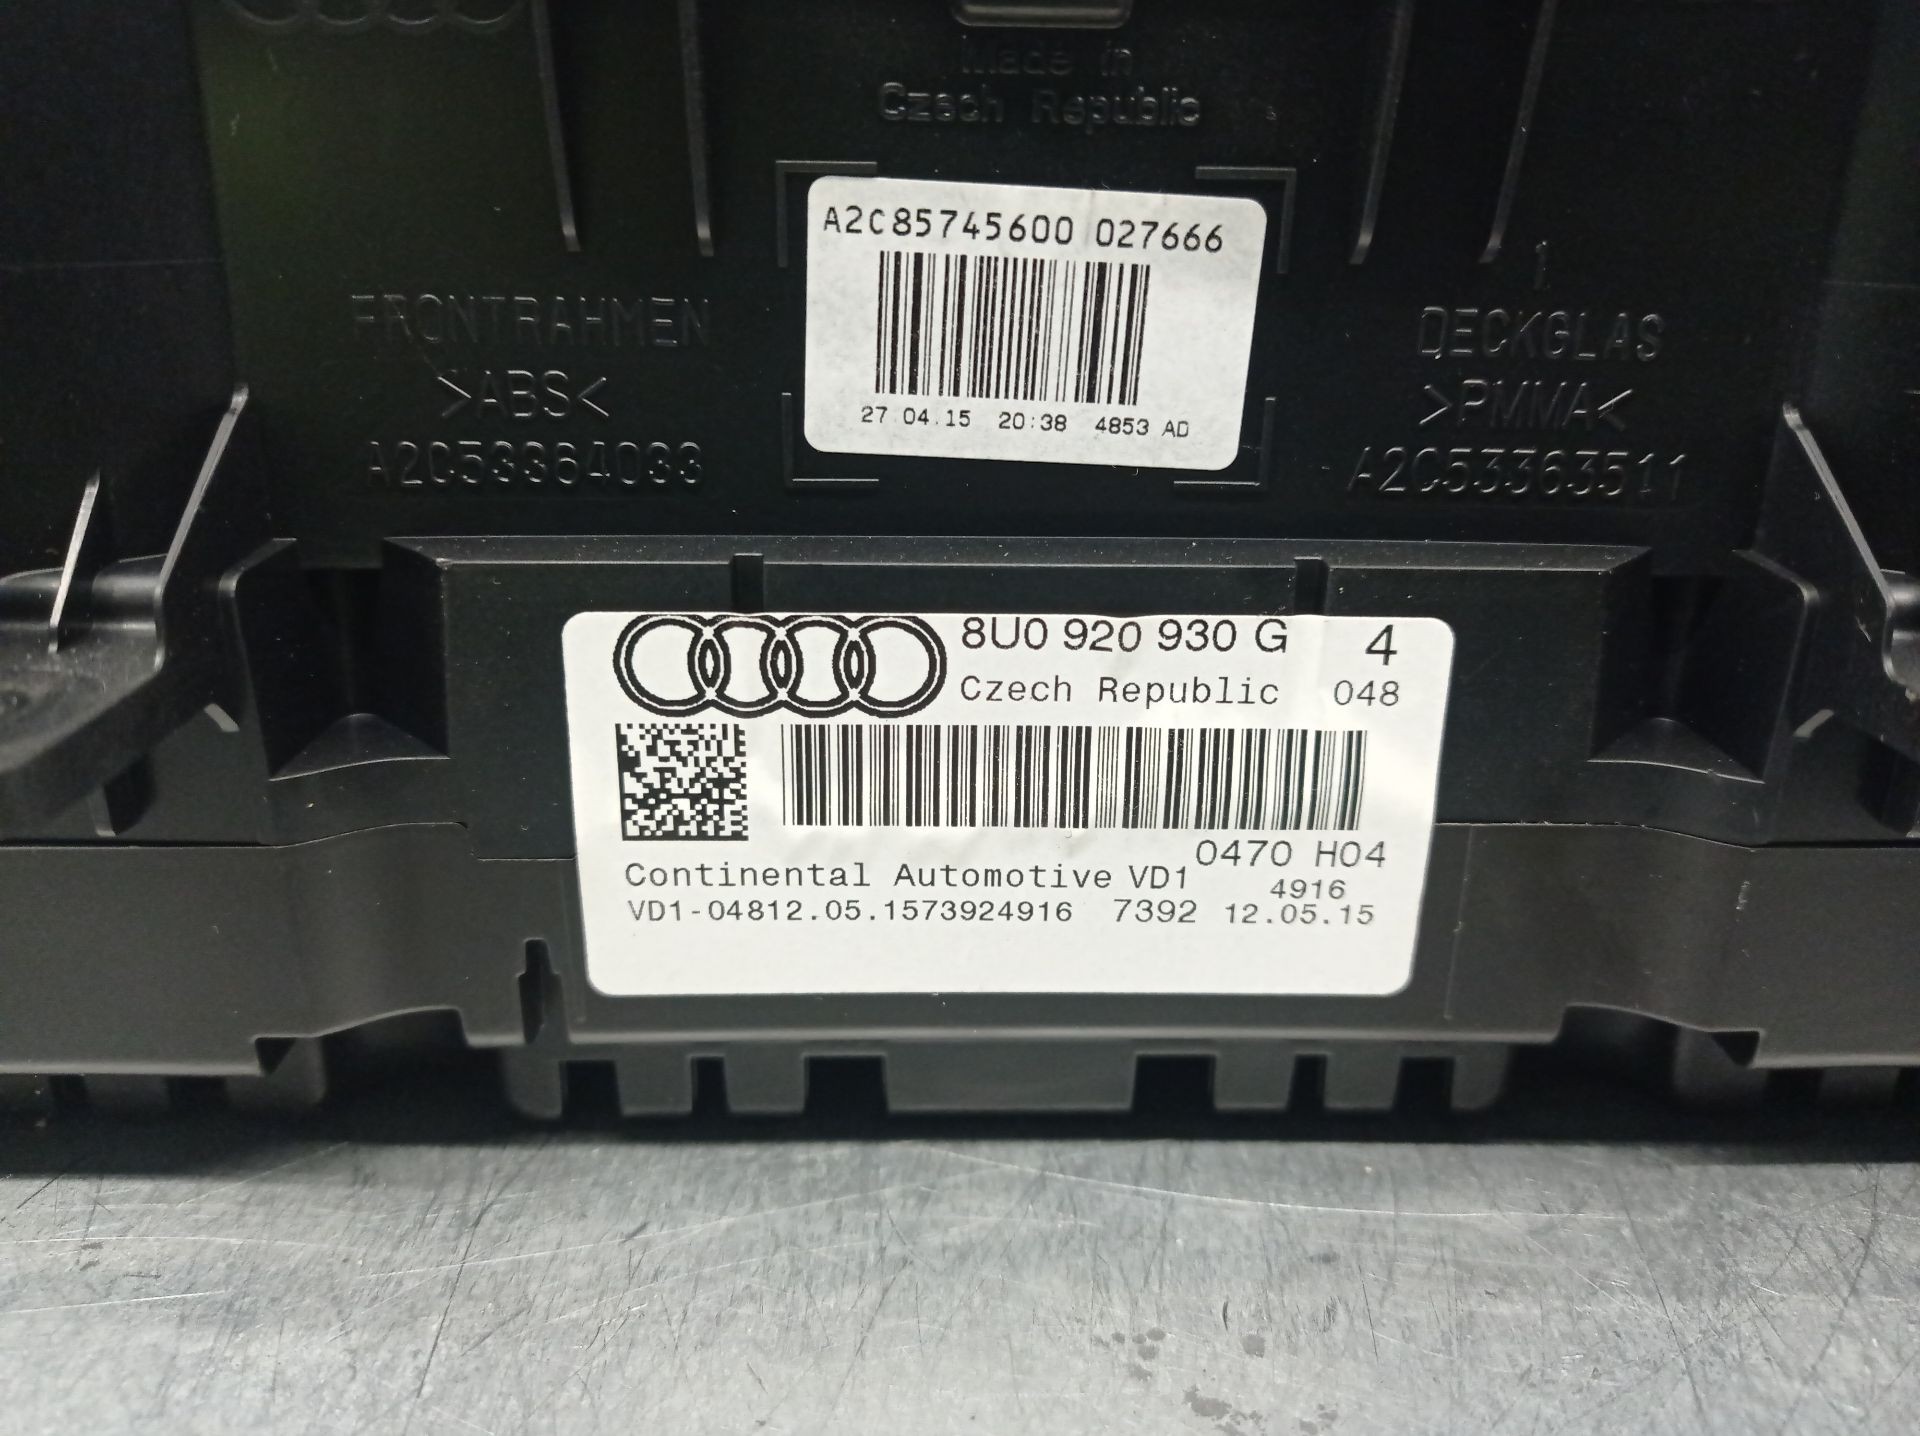 Made in
Czech Republic
A2C85745600 027666
27.04.15 20:38 4853 AD
FRONTRAHMEN
>ABS<
A2C53364033
1
DECKGLAS
>PMMA<
A2C53363511
8U0 920 930 G 4
Czech Republic 048
0470 H04
Continental Automotive VD1 4916
VD1-04812.05.1573924916 7392 12.05.15